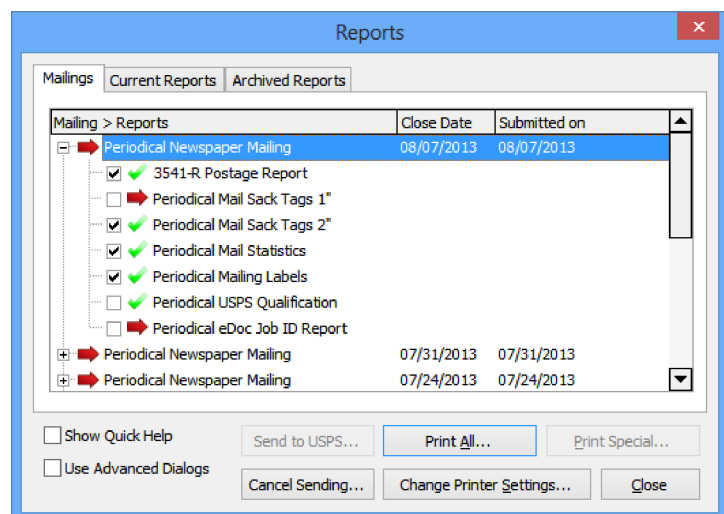 Reports
Mailings Current Reports Archived Reports
Mailing > Reports Close Date Submitted on
Periodical Newspaper Mailing 08/07/2013 08/07/2013
3541-R Postage Report
Periodical Mail Sack Tags 1"
Periodical Mail Sack Tags 2"
Periodical Mail Statistics
Periodical Mailing Labels
Periodical USPS Qualification
Periodical eDoc Job ID Report
Periodical Newspaper Mailing 07/31/2013 07/31/2013
Periodical Newspaper Mailing 07/24/2013 07/24/2013
Show Quick Help Send to USPS... Print All... Print Special...
Use Advanced Dialogs Cancel Sending... Change Printer Settings... Close